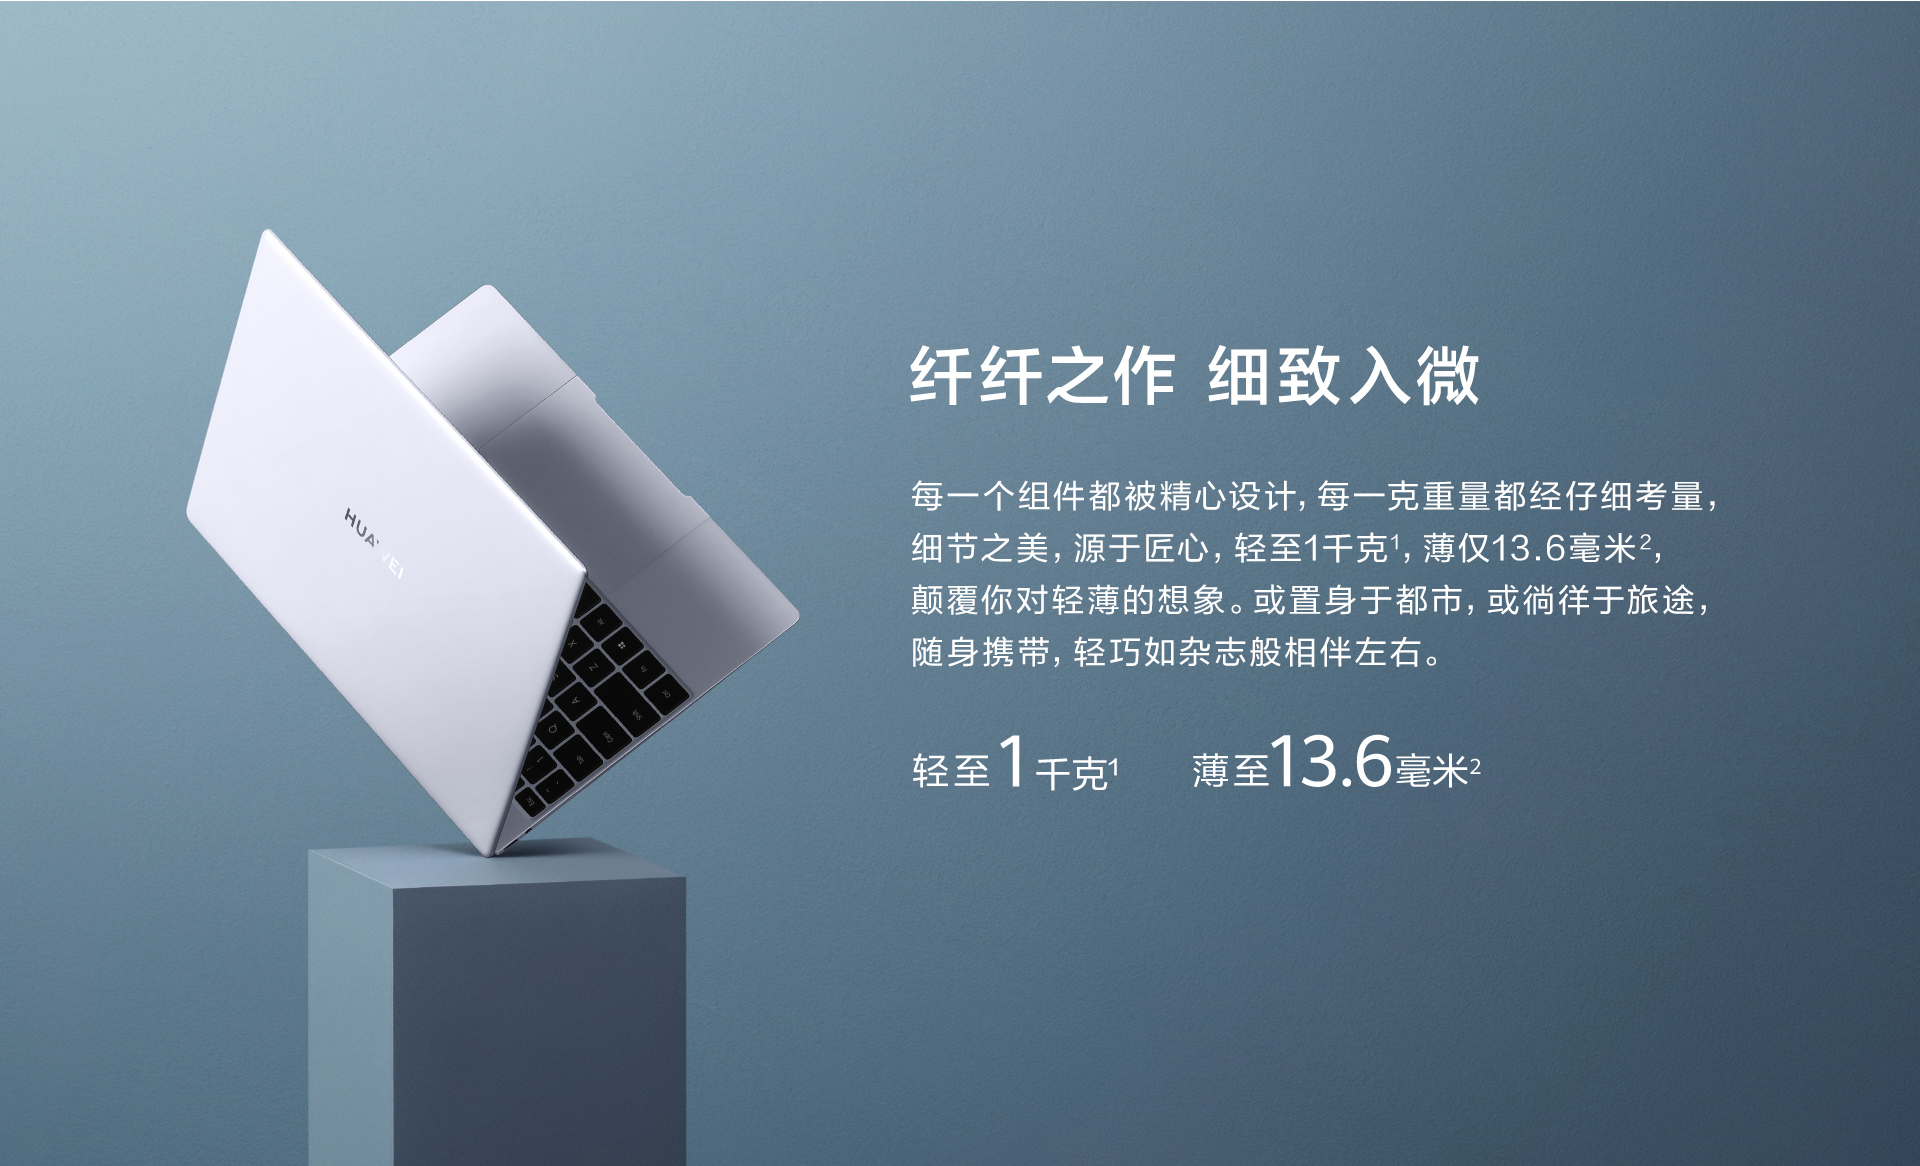 纤纤之作 细致入微
每一个组件都被精心设计, 每一克重量都经仔细考量,
细节之美, 源于匠心, 轻至1千克1, 薄仅13.6毫米2,
颠覆你对轻薄的想象。或置身于都市, 或徜徉于旅途,
随身携带, 轻巧如杂志般相伴左右。
轻至1千克1 薄至13.6毫米2
HUAWEI